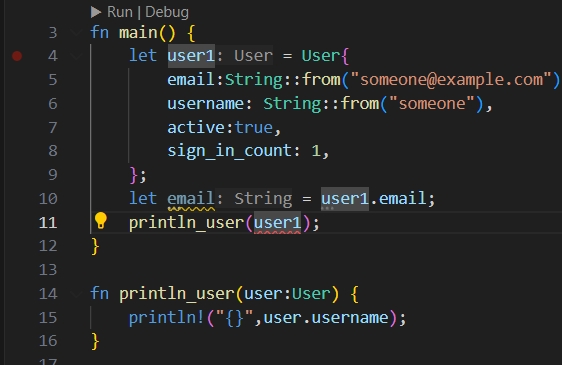 ▶ Run | Debug
3 fn main() {
4 let user1: User = User{
5 email:String::from("someone@example.com")
6 username: String::from("someone"),
7 active:true,
8 sign_in_count: 1,
9 };
10 let email: String = user1.email;
11 println_user(user1);
12 }
13
14 fn println_user(user:User) {
15 println!("{}",user.username);
16 }
17